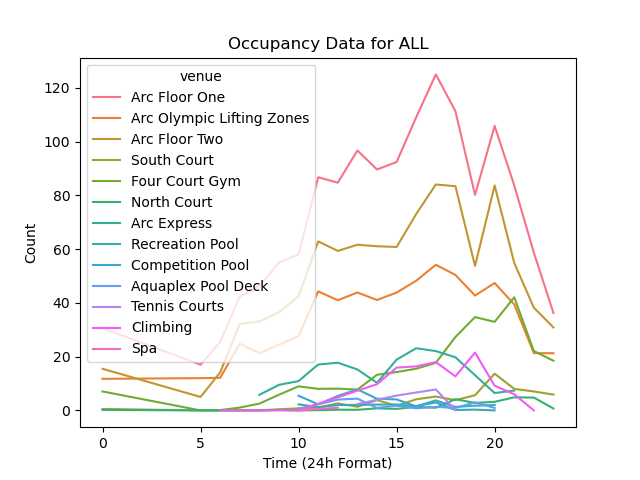 Occupancy Data for ALL
venue
Arc Floor One
Arc Olympic Lifting Zones
Arc Floor Two
South Court
Four Court Gym
North Court
Arc Express
Recreation Pool
Competition Pool
Aquaplex Pool Deck
Tennis Courts
Climbing
Spa
Count
120
100
80
60
40
20
0
0 5 10 15 20
Time (24h Format)